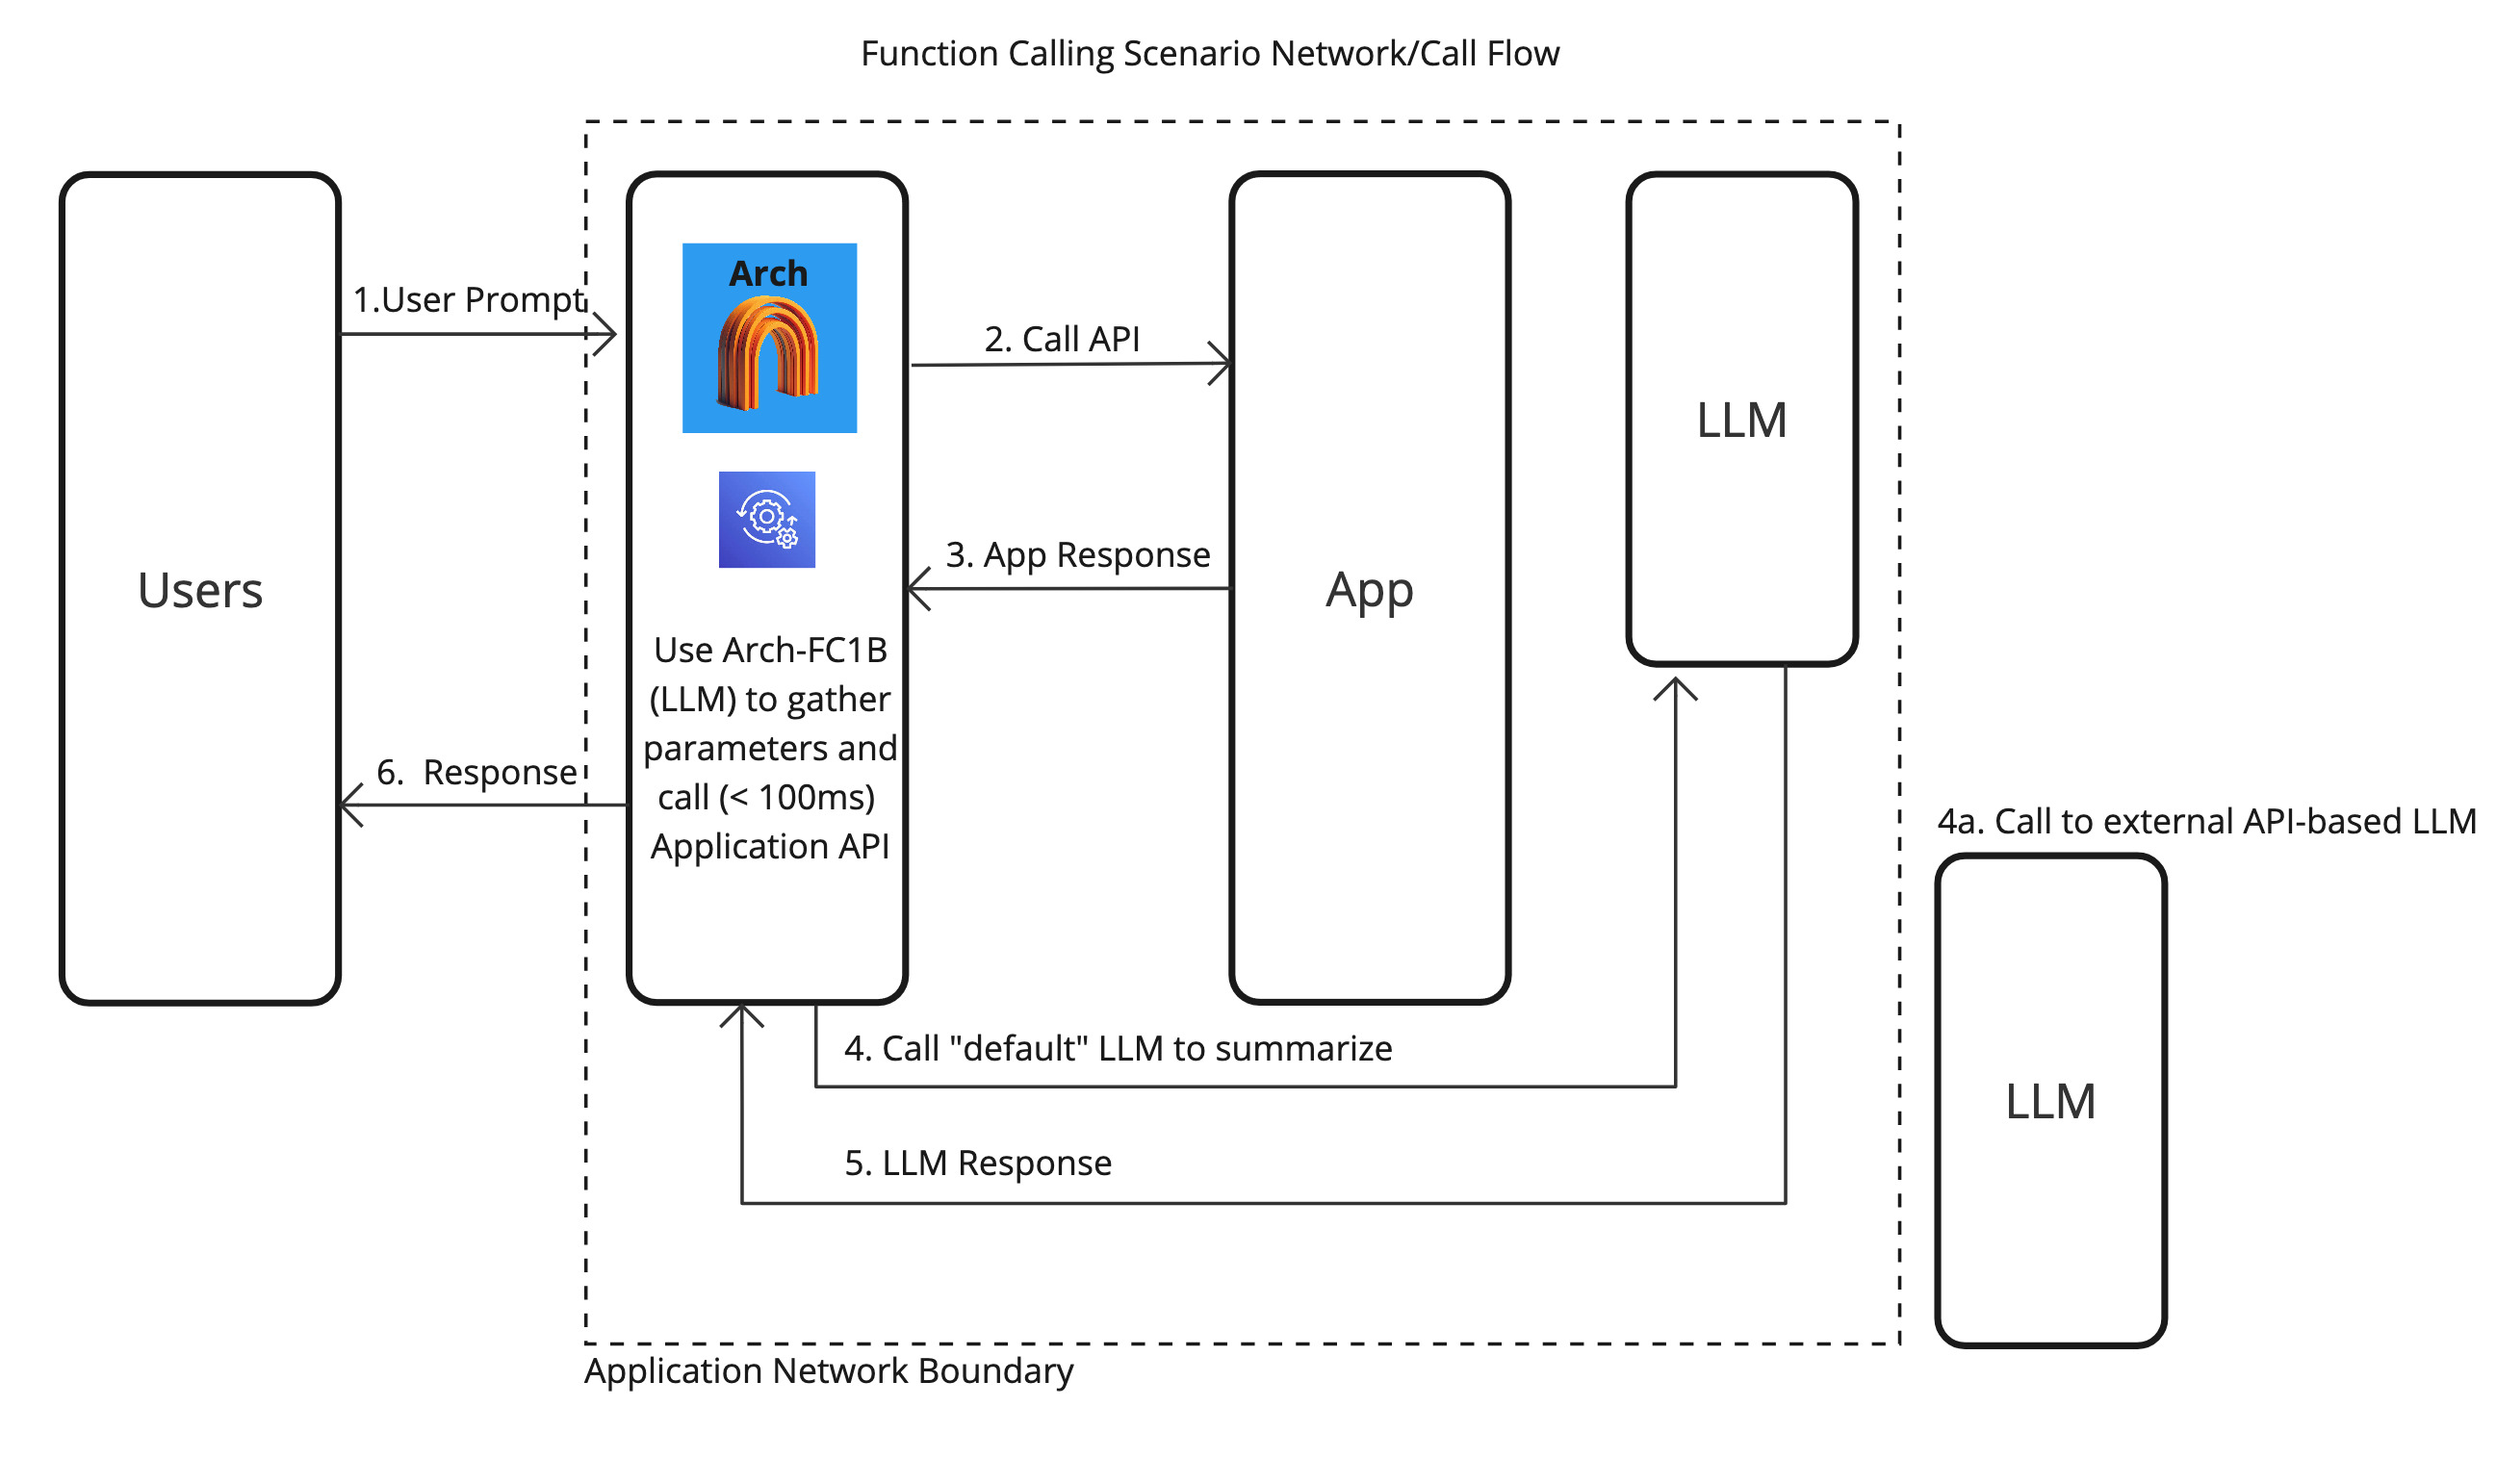 Function Calling Scenario Network/Call Flow
Users
1.User Prompt
6. Response
Arch
Use Arch-FC1B
(LLM) to gather
parameters and
call (< 100ms)
Application API
2. Call API
3. App Response
App
LLM
4. Call "default" LLM to summarize
5. LLM Response
4a. Call to external API-based LLM
LLM
Application Network Boundary